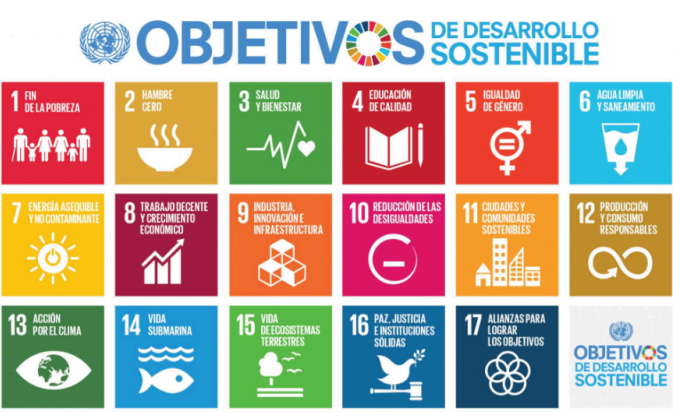 OBJETIVOS DE DESARROLLO
SOSTENIBLE
1 FIN
DE LA POBREZA
2 HAMBRE
CERO
3 SALUD
Y BIENESTAR
4 EDUCACIÓN
DE CALIDAD
5 IGUALDAD
DE GÉNERO
6 AGUA LIMPIA
Y SANEAMIENTO
7 ENERGÍA ASEQUIBLE
Y NO CONTAMINANTE
8 TRABAJO DECENTE
Y CRECIMIENTO
ECONÓMICO
9 INDUSTRIA,
INNOVACIÓN E
INFRAESTRUCTURA
10 REDUCCIÓN DE LAS
DESIGUALDADES
11 CIUDADES Y
COMUNIDADES
SOSTENIBLES
12 PRODUCCIÓN
Y CONSUMO
RESPONSABLES
13 ACCIÓN
POR EL CLIMA
14 VIDA
SUBMARINA
15 VIDA
DE ECOSISTEMAS
TERRESTRES
16 PAZ, JUSTICIA
E INSTITUCIONES
SÓLIDAS
17 ALIANZAS PARA
LOGRAR
LOS OBJETIVOS
OBJETIVOS
DE DESARROLLO
SOSTENIBLE